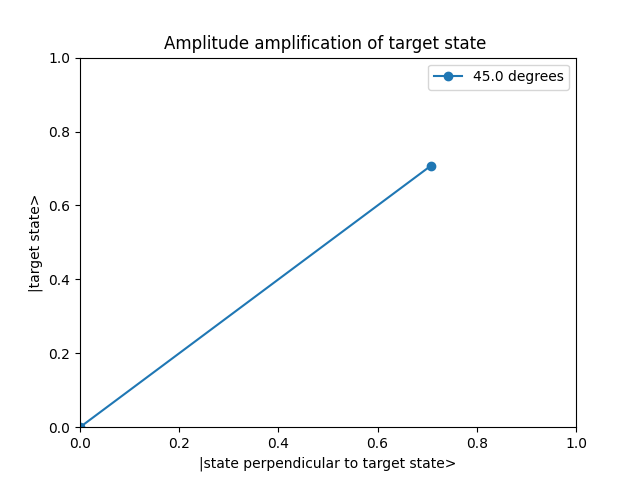 Amplitude amplification of target state
45.0 degrees
|target state>
1.0
0.8
0.6
0.4
0.2
0.0
0.0 0.2 0.4 0.6 0.8 1.0
|state perpendicular to target state>